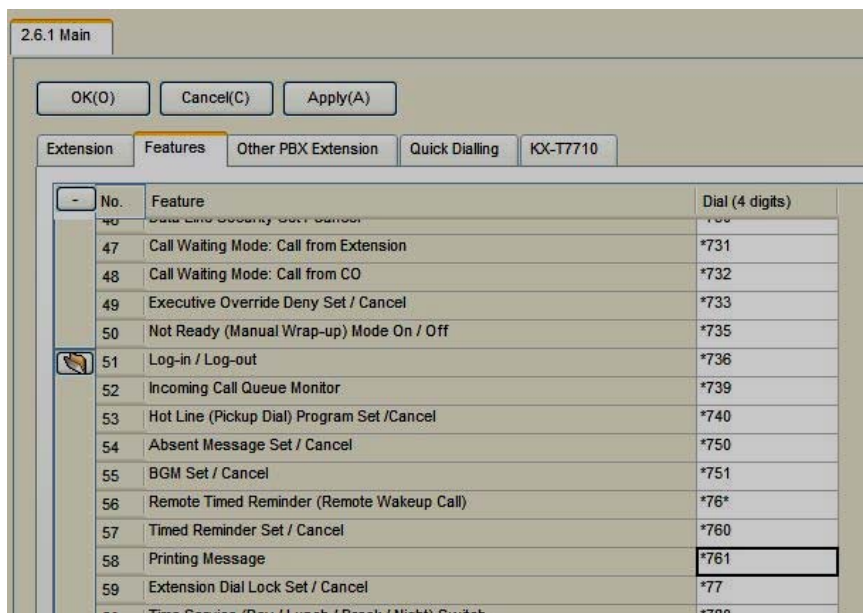 2.6.1 Main
OK(O) Cancel(C) Apply(A)
Extension Features Other PBX Extension Quick Dialling KX-T7710
- No. Feature Dial (4 digits)
47 Call Waiting Mode: Call from Extension *731
48 Call Waiting Mode: Call from CO *732
49 Executive Override Deny Set / Cancel *733
50 Not Ready (Manual Wrap-up) Mode On / Off *735
51 Log-in / Log-out *736
52 Incoming Call Queue Monitor *739
53 Hot Line (Pickup Dial) Program Set /Cancel *740
54 Absent Message Set / Cancel *750
55 BGM Set / Cancel *751
56 Remote Timed Reminder (Remote Wakeup Call) *76*
57 Timed Reminder Set / Cancel *760
58 Printing Message *761
59 Extension Dial Lock Set / Cancel *77